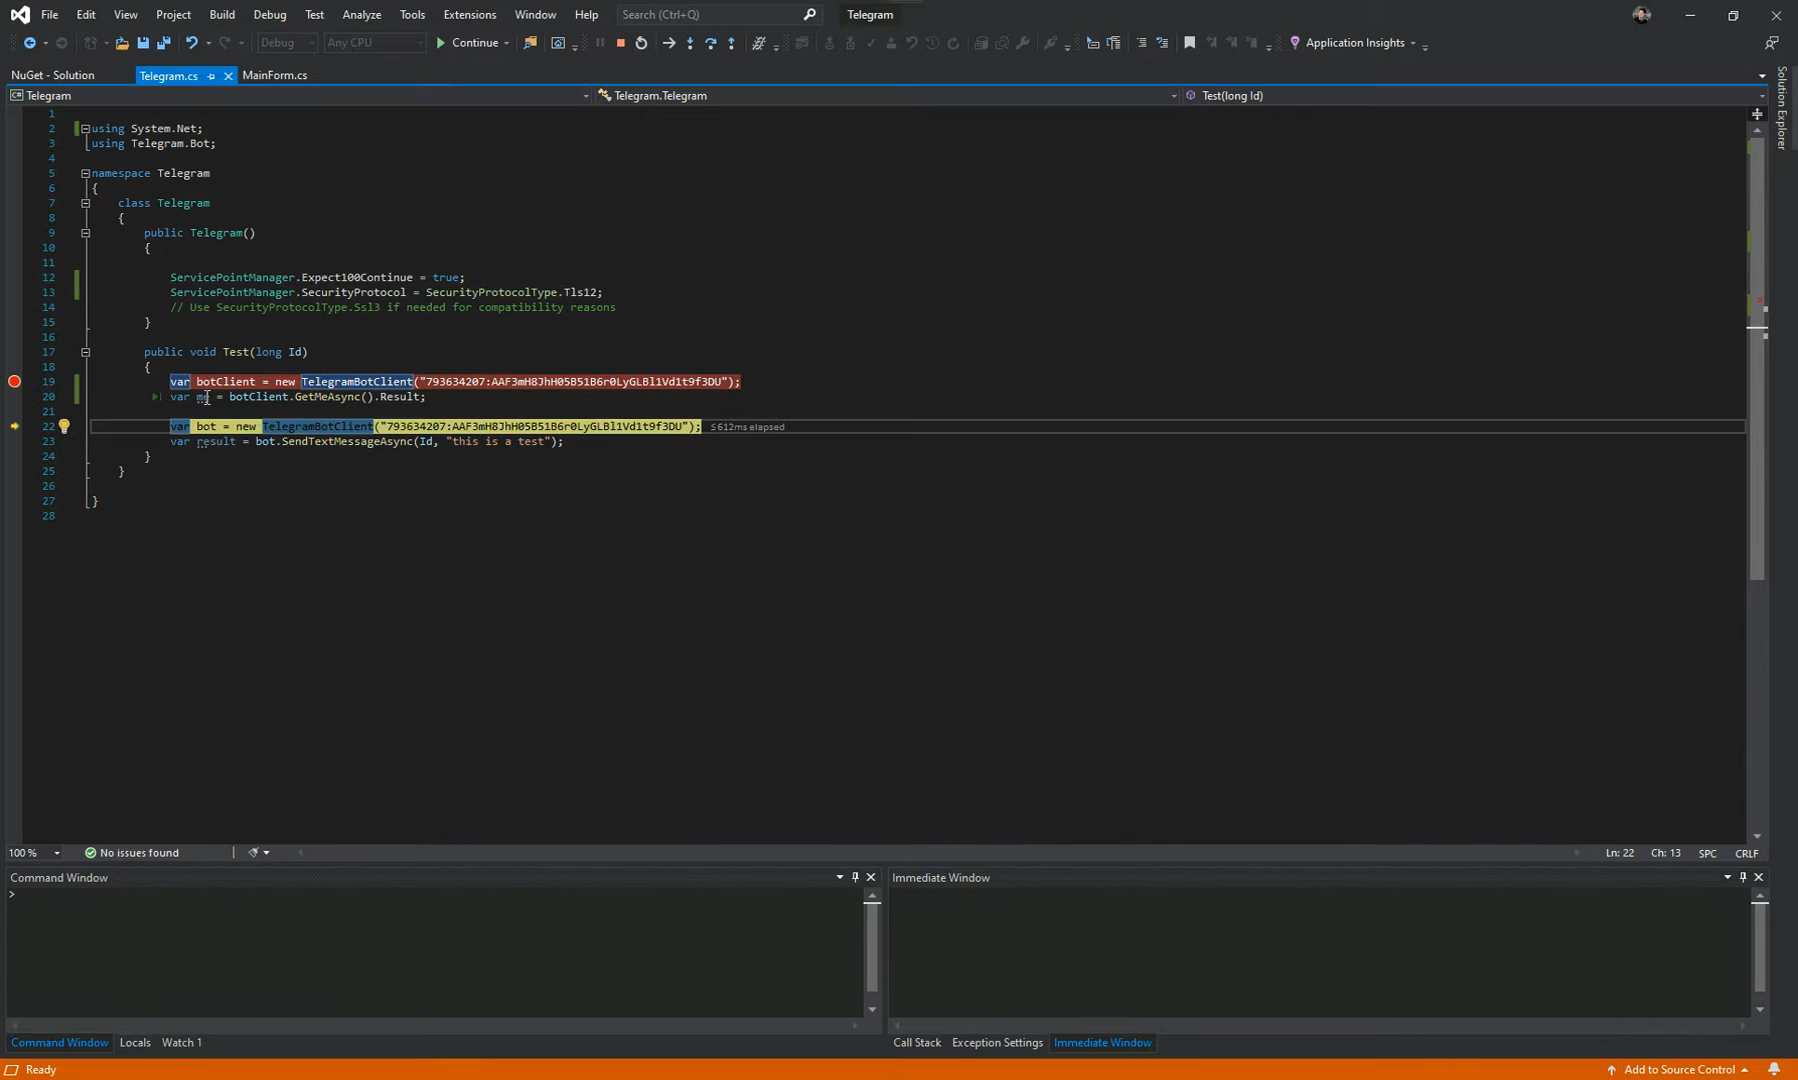 File Edit View Project Build Debug Test Analyze Tools Extensions Window Help Search (Ctrl+Q) Telegram
Debug Any CPU Continue Application Insights
NuGet - Solution Telegram.cs MainForm.cs
Telegram Telegram.Telegram Test(long Id)
Solution Explorer
1
2 using System.Net;
3 using Telegram.Bot;
4
5 namespace Telegram
6 {
7 class Telegram
8 {
9 public Telegram()
10 {
11
12 ServicePointManager.Expect100Continue = true;
13 ServicePointManager.SecurityProtocol = SecurityProtocolType.Tls12;
14 // Use SecurityProtocolType.Ssl3 if needed for compatibility reasons
15 }
16
17 public void Test(long Id)
18 {
19 var botClient = new TelegramBotClient("793634207:AAF3mH8JhH05B51B6r0LyGLBl1Vd1t9f3DU");
20 var me = botClient.GetMeAsync().Result;
21
22 var bot = new TelegramBotClient("793634207:AAF3mH8JhH05B51B6r0LyGLBl1Vd1t9f3DU"); ≤612ms elapsed
23 var result = bot.SendTextMessageAsync(Id, "this is a test");
24 }
25 }
26
27 }
28
100 % No issues found Ln: 22 Ch: 13 SPC CRLF
Command Window Immediate Window
>
Command Window Locals Watch 1 Call Stack Exception Settings Immediate Window
Ready Add to Source Control